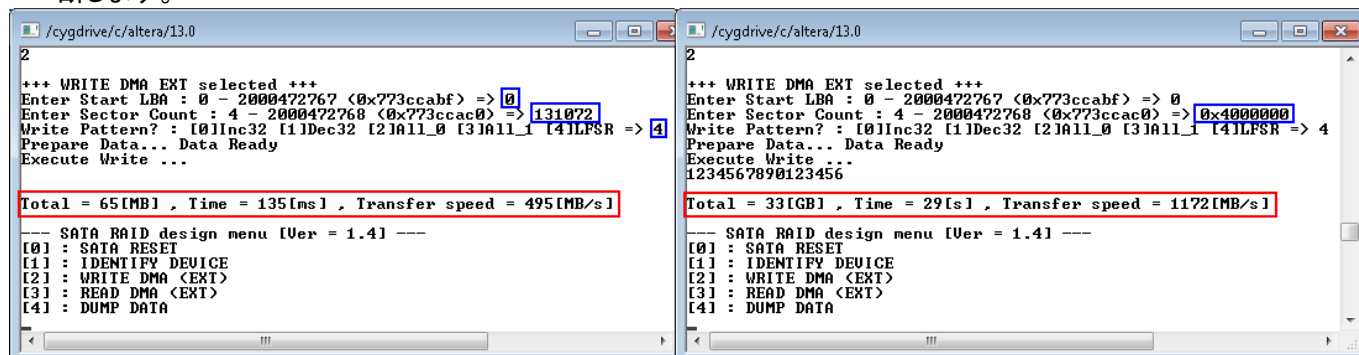 断します。
/cygdrive/c/altera/13.0
2
+++ WRITE DMA EXT selected +++
Enter Start LBA : 0 - 2000472767 (0x773ccabf) => 0
Enter Sector Count : 4 - 2000472768 (0x773ccac0) => 131072
Write Pattern? : [0]Inc32 [1]Dec32 [2]All_0 [3]All_1 [4]LFSR => 4
Prepare Data... Data Ready
Execute Write ...
Total = 65[MB] , Time = 135[ms] , Transfer speed = 495[MB/s]
--- SATA RAID design menu [Ver = 1.4] ---
[0] : SATA RESET
[1] : IDENTIFY DEVICE
[2] : WRITE DMA (EXT)
[3] : READ DMA (EXT)
[4] : DUMP DATA
/cygdrive/c/altera/13.0
2
+++ WRITE DMA EXT selected +++
Enter Start LBA : 0 - 2000472767 (0x773ccabf) => 0
Enter Sector Count : 4 - 2000472768 (0x773ccac0) => 0x4000000
Write Pattern? : [0]Inc32 [1]Dec32 [2]All_0 [3]All_1 [4]LFSR => 4
Prepare Data... Data Ready
Execute Write ...
1234567890123456
Total = 33[GB] , Time = 29[s] , Transfer speed = 1172[MB/s]
--- SATA RAID design menu [Ver = 1.4] ---
[0] : SATA RESET
[1] : IDENTIFY DEVICE
[2] : WRITE DMA (EXT)
[3] : READ DMA (EXT)
[4] : DUMP DATA